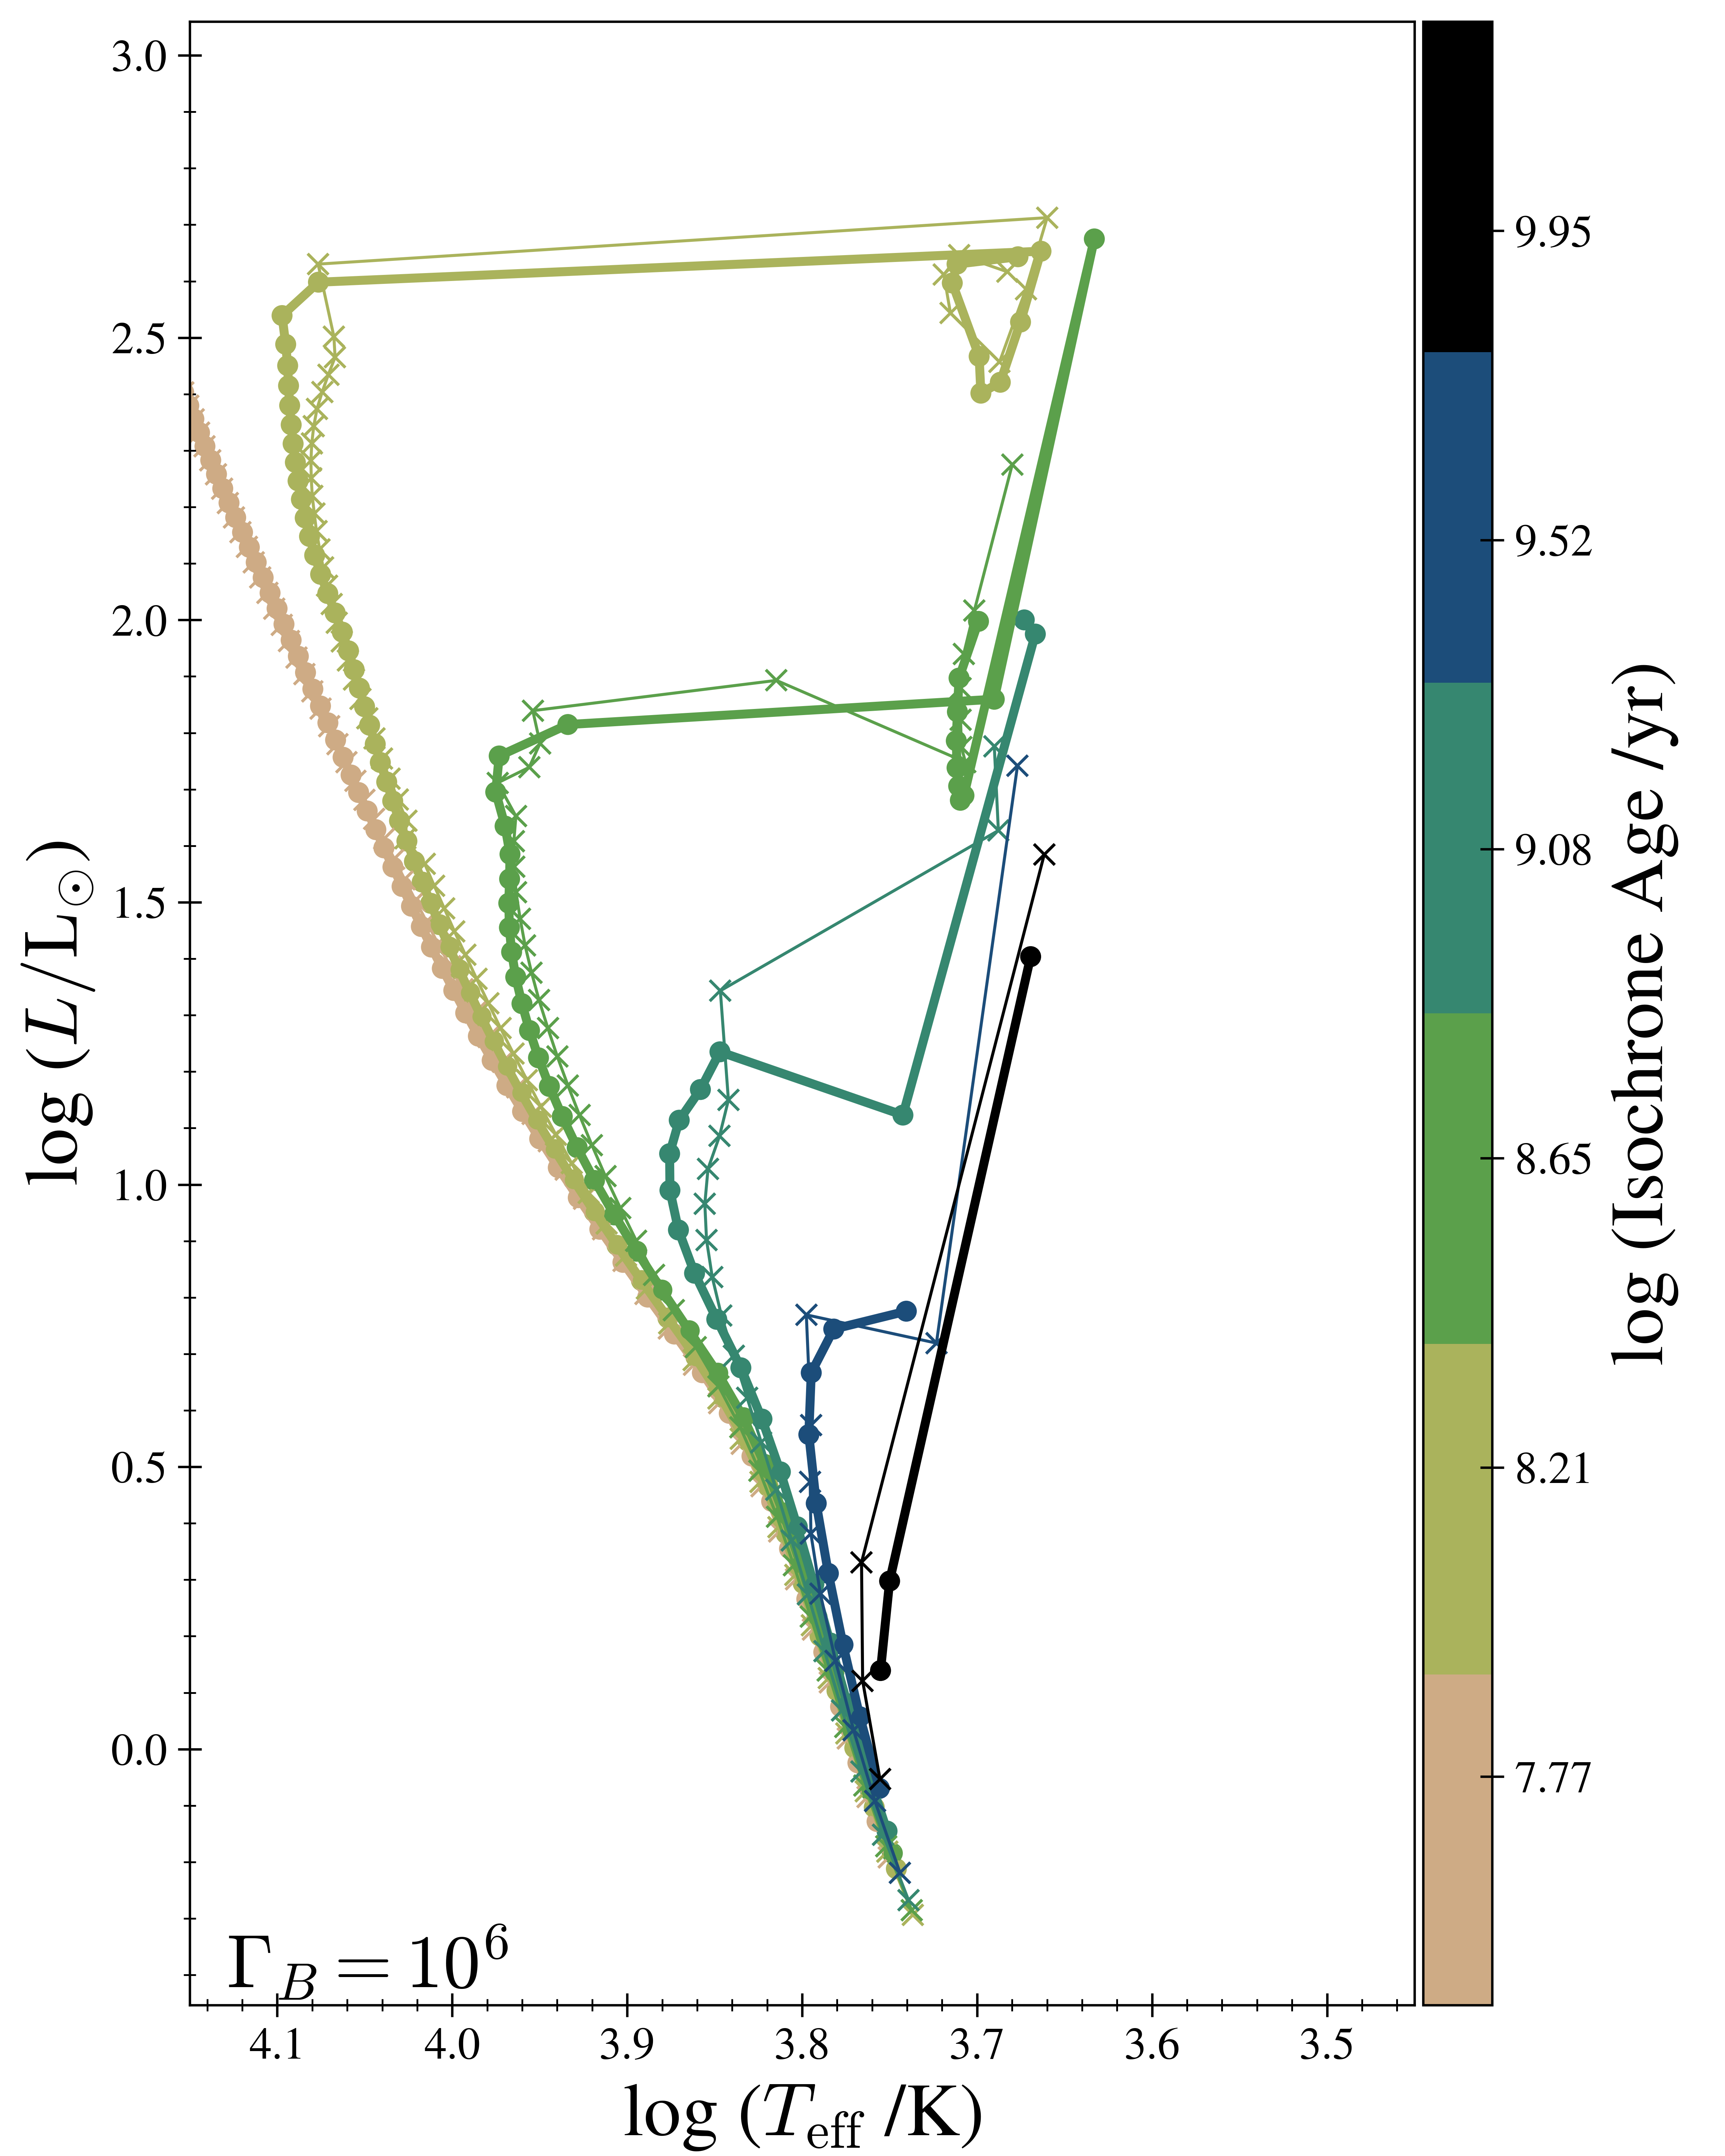 3.0
2.5
2.0
1.5
1.0
0.5
0.0
log (L//L☉)
4.1 4.0 3.9 3.8 3.7 3.6 3.5
log (Teff /K)
Γ_B = 10^6
9.95
9.52
9.08
8.65
8.21
7.77
log (Isochrone Age /yr)